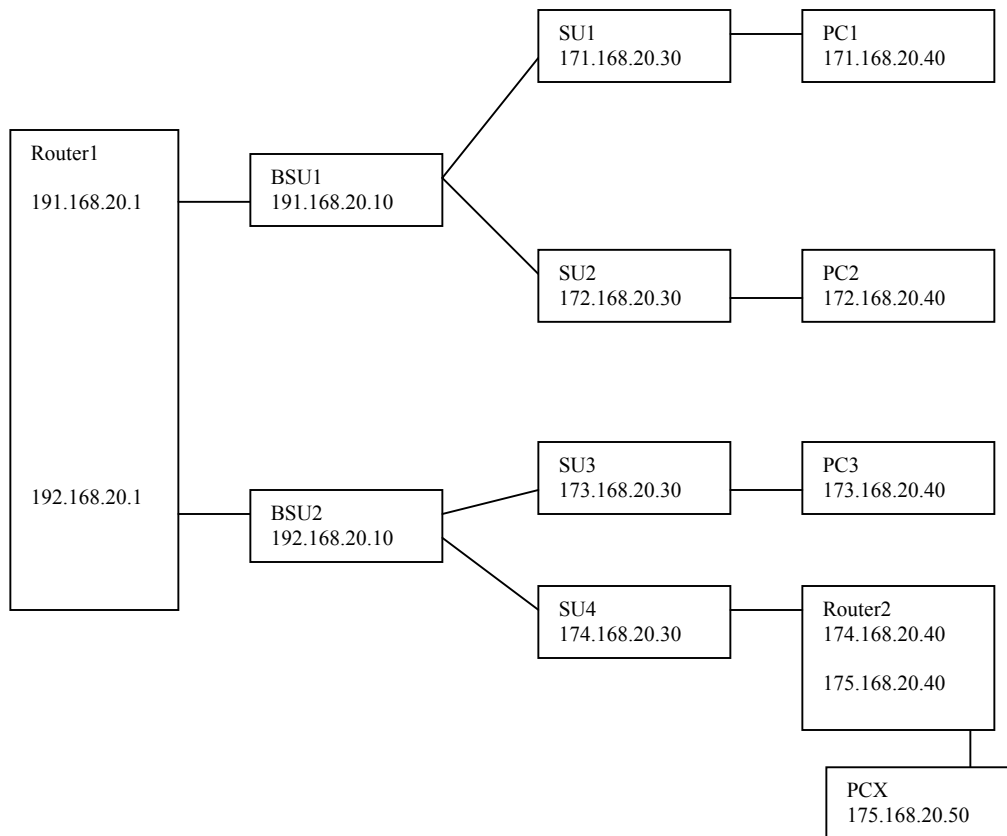 SU1
171.168.20.30
PC1
171.168.20.40
Router1
191.168.20.1
BSU1
191.168.20.10
SU2
172.168.20.30
PC2
172.168.20.40
192.168.20.1
BSU2
192.168.20.10
SU3
173.168.20.30
PC3
173.168.20.40
SU4
174.168.20.30
Router2
174.168.20.40
175.168.20.40
PCX
175.168.20.50